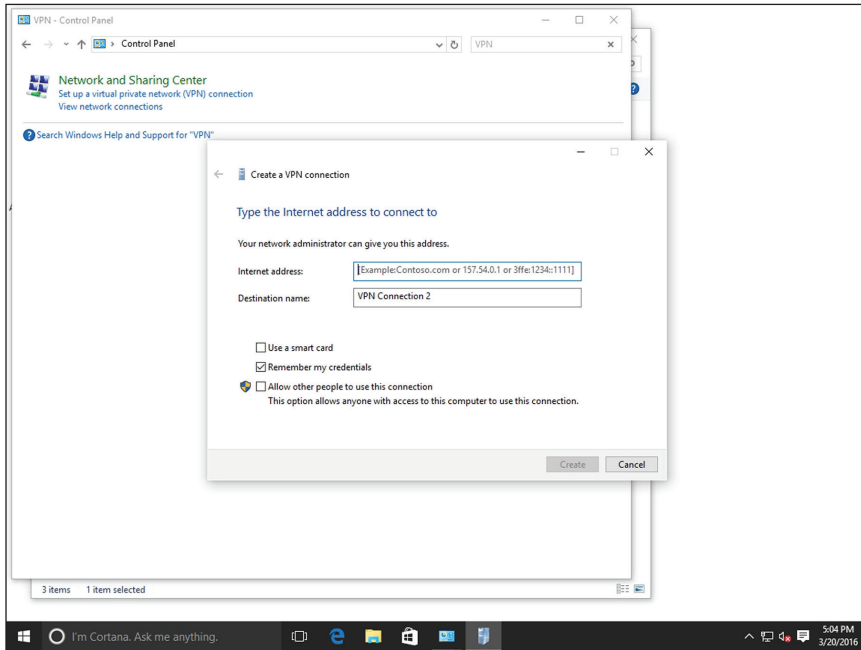 VPN - Control Panel
Control Panel
VPN
Network and Sharing Center
Set up a virtual private network (VPN) connection
View network connections
Search Windows Help and Support for "VPN"
Create a VPN connection
Type the Internet address to connect to
Your network administrator can give you this address.
Internet address:
[Example:Contoso.com or 157.54.0.1 or 3ffe:1234::1111]
Destination name:
VPN Connection 2
Use a smart card
Remember my credentials
Allow other people to use this connection
This option allows anyone with access to this computer to use this connection.
Create
Cancel
3 items
1 item selected
I'm Cortana. Ask me anything.
5:04 PM
3/20/2016